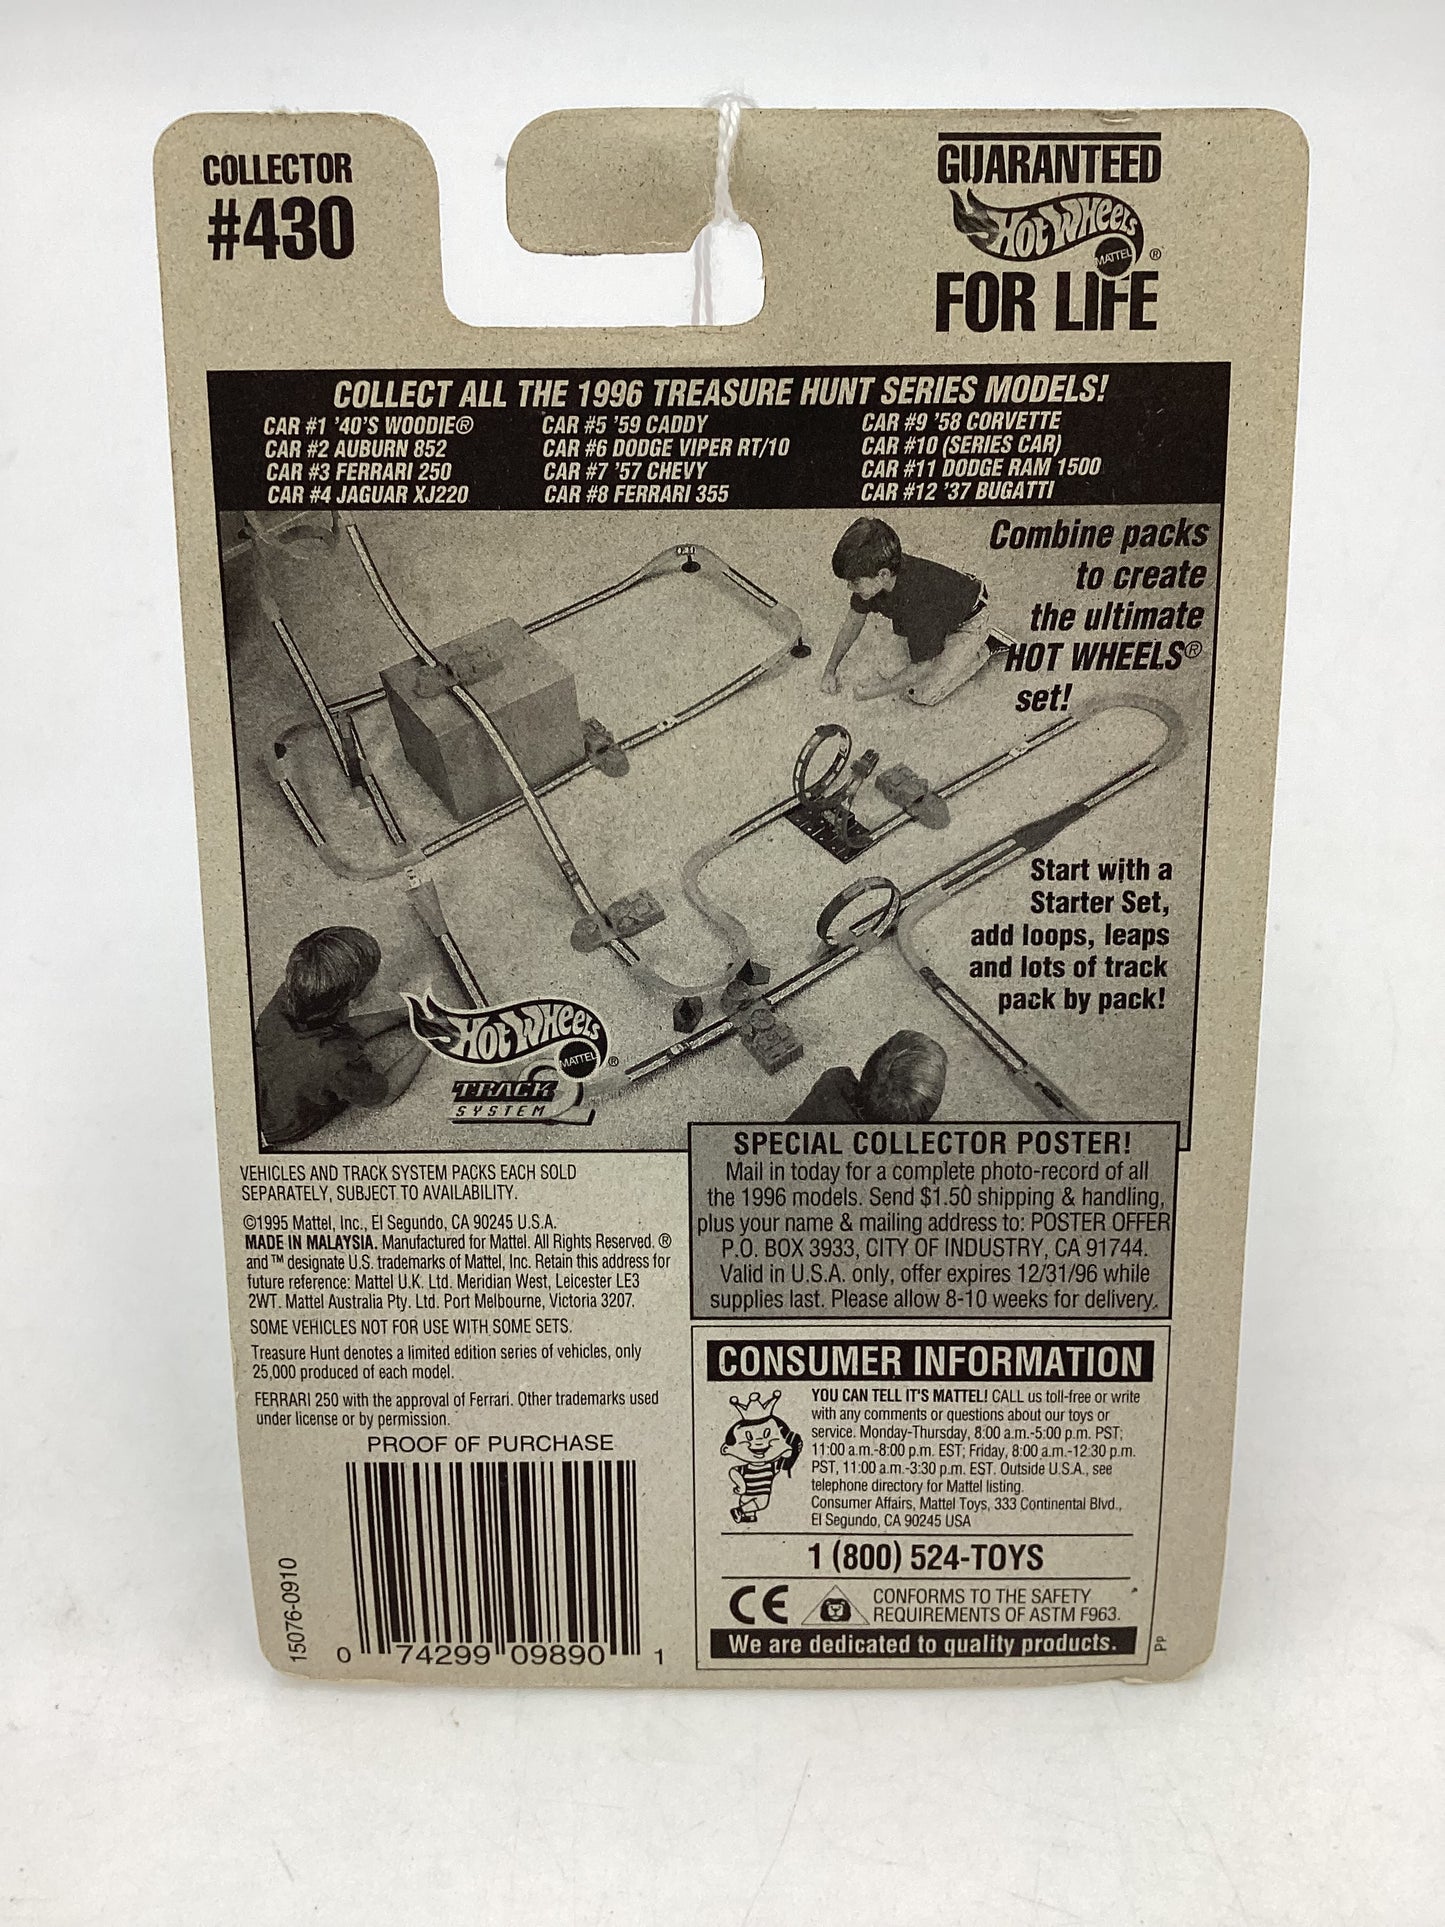 COLLECTOR
#430
GUARANTEED
HOT WHEELS
MATTEL ®
FOR LIFE
COLLECT ALL THE 1996 TREASURE HUNT SERIES MODELS!
CAR #1 '40'S WOODIE®
CAR #2 AUBURN 852
CAR #3 FERRARI 250
CAR #4 JAGUAR XJ220
CAR #5 '59 CADDY
CAR #6 DODGE VIPER RT/10
CAR #7 '57 CHEVY
CAR #8 FERRARI 355
CAR #9 '58 CORVETTE
CAR #10 (SERIES CAR)
CAR #11 DODGE RAM 1500
CAR #12 '37 BUGATTI
Combine packs
to create
the ultimate
HOT WHEELS®
set!
Start with a
Starter Set,
add loops, leaps
and lots of track
pack by pack!
HOT WHEELS
MATTEL ®
TRACK
SYSTEM
VEHICLES AND TRACK SYSTEM PACKS EACH SOLD
SEPARATELY, SUBJECT TO AVAILABILITY.
©1995 Mattel, Inc., El Segundo, CA 90245 U.S.A.
MADE IN MALAYSIA. Manufactured for Mattel. All Rights Reserved. ®
and ™ designate U.S. trademarks of Mattel, Inc. Retain this address for
future reference: Mattel U.K. Ltd. Meridian West, Leicester LE3
2WT. Mattel Australia Pty. Ltd. Port Melbourne, Victoria 3207.
SOME VEHICLES NOT FOR USE WITH SOME SETS.
Treasure Hunt denotes a limited edition series of vehicles, only
25,000 produced of each model.
FERRARI 250 with the approval of Ferrari. Other trademarks used
under license or by permission.
PROOF OF PURCHASE
0 74299 09890 1
15076-0910
SPECIAL COLLECTOR POSTER!
Mail in today for a complete photo-record of all
the 1996 models. Send $1.50 shipping & handling,
plus your name & mailing address to: POSTER OFFER
P.O. BOX 3933, CITY OF INDUSTRY, CA 91744.
Valid in U.S.A. only, offer expires 12/31/96 while
supplies last. Please allow 8-10 weeks for delivery.
CONSUMER INFORMATION
YOU CAN TELL IT'S MATTEL! CALL us toll-free or write
with any comments or questions about our toys or
service. Monday-Thursday, 8:00 a.m.-5:00 p.m. PST;
11:00 a.m.-8:00 p.m. EST; Friday, 8:00 a.m.-12:30 p.m.
PST, 11:00 a.m.-3:30 p.m. EST. Outside U.S.A., see
telephone directory for Mattel listing.
Consumer Affairs, Mattel Toys, 333 Continental Blvd.,
El Segundo, CA 90245 USA
1 (800) 524-TOYS
CE
CONFORMS TO THE SAFETY
REQUIREMENTS OF ASTM F963.
We are dedicated to quality products.
PP